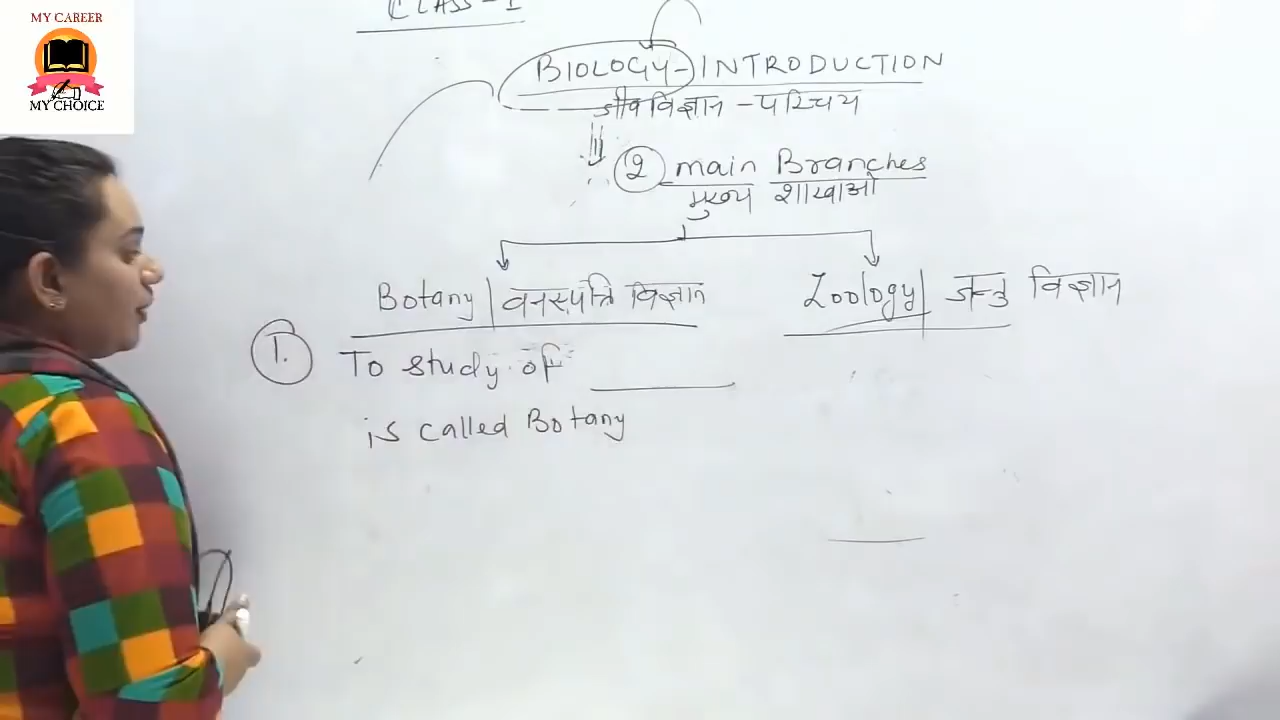 MY CAREER
MY CHOICE
CLASS-I
BIOLOGY-INTRODUCTION
जीव विज्ञान - परिचय
2 main Branches
मुख्य शाखाओ
Botany | वनस्पति विज्ञान
Zoology | जन्तु विज्ञान
1. To study of ________
is called Botany